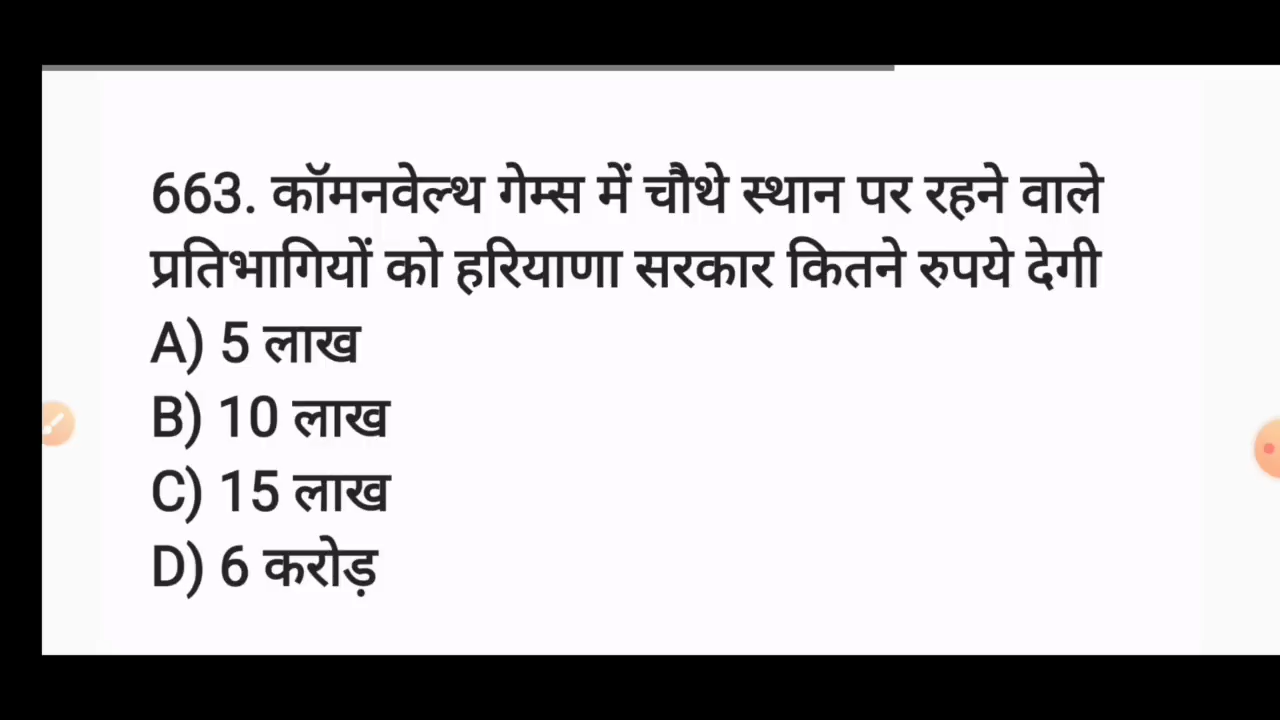 663. कॉमनवेल्थ गेम्स में चौथे स्थान पर रहने वाले
प्रतिभागियों को हरियाणा सरकार कितने रुपये देगी
A) 5 लाख
B) 10 लाख
C) 15 लाख
D) 6 करोड़